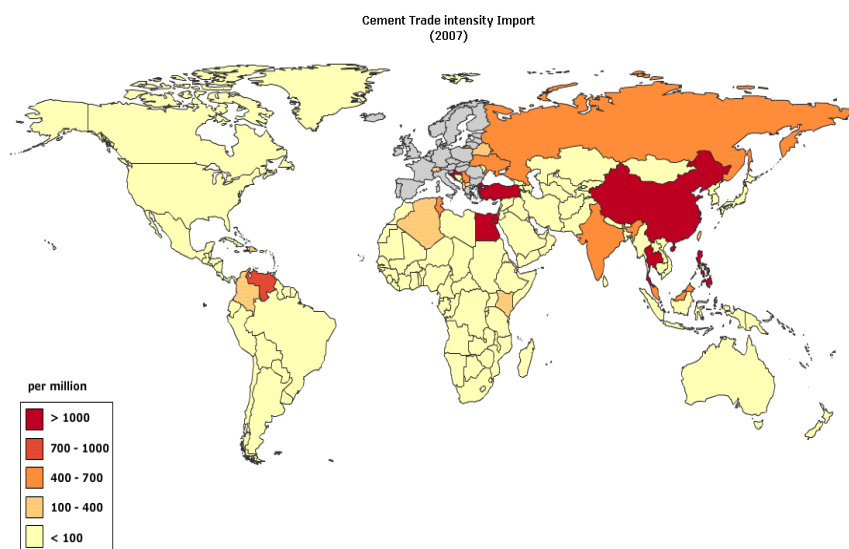 Cement Trade intensity Import
(2007)
per million
> 1000
700 - 1000
400 - 700
100 - 400
< 100